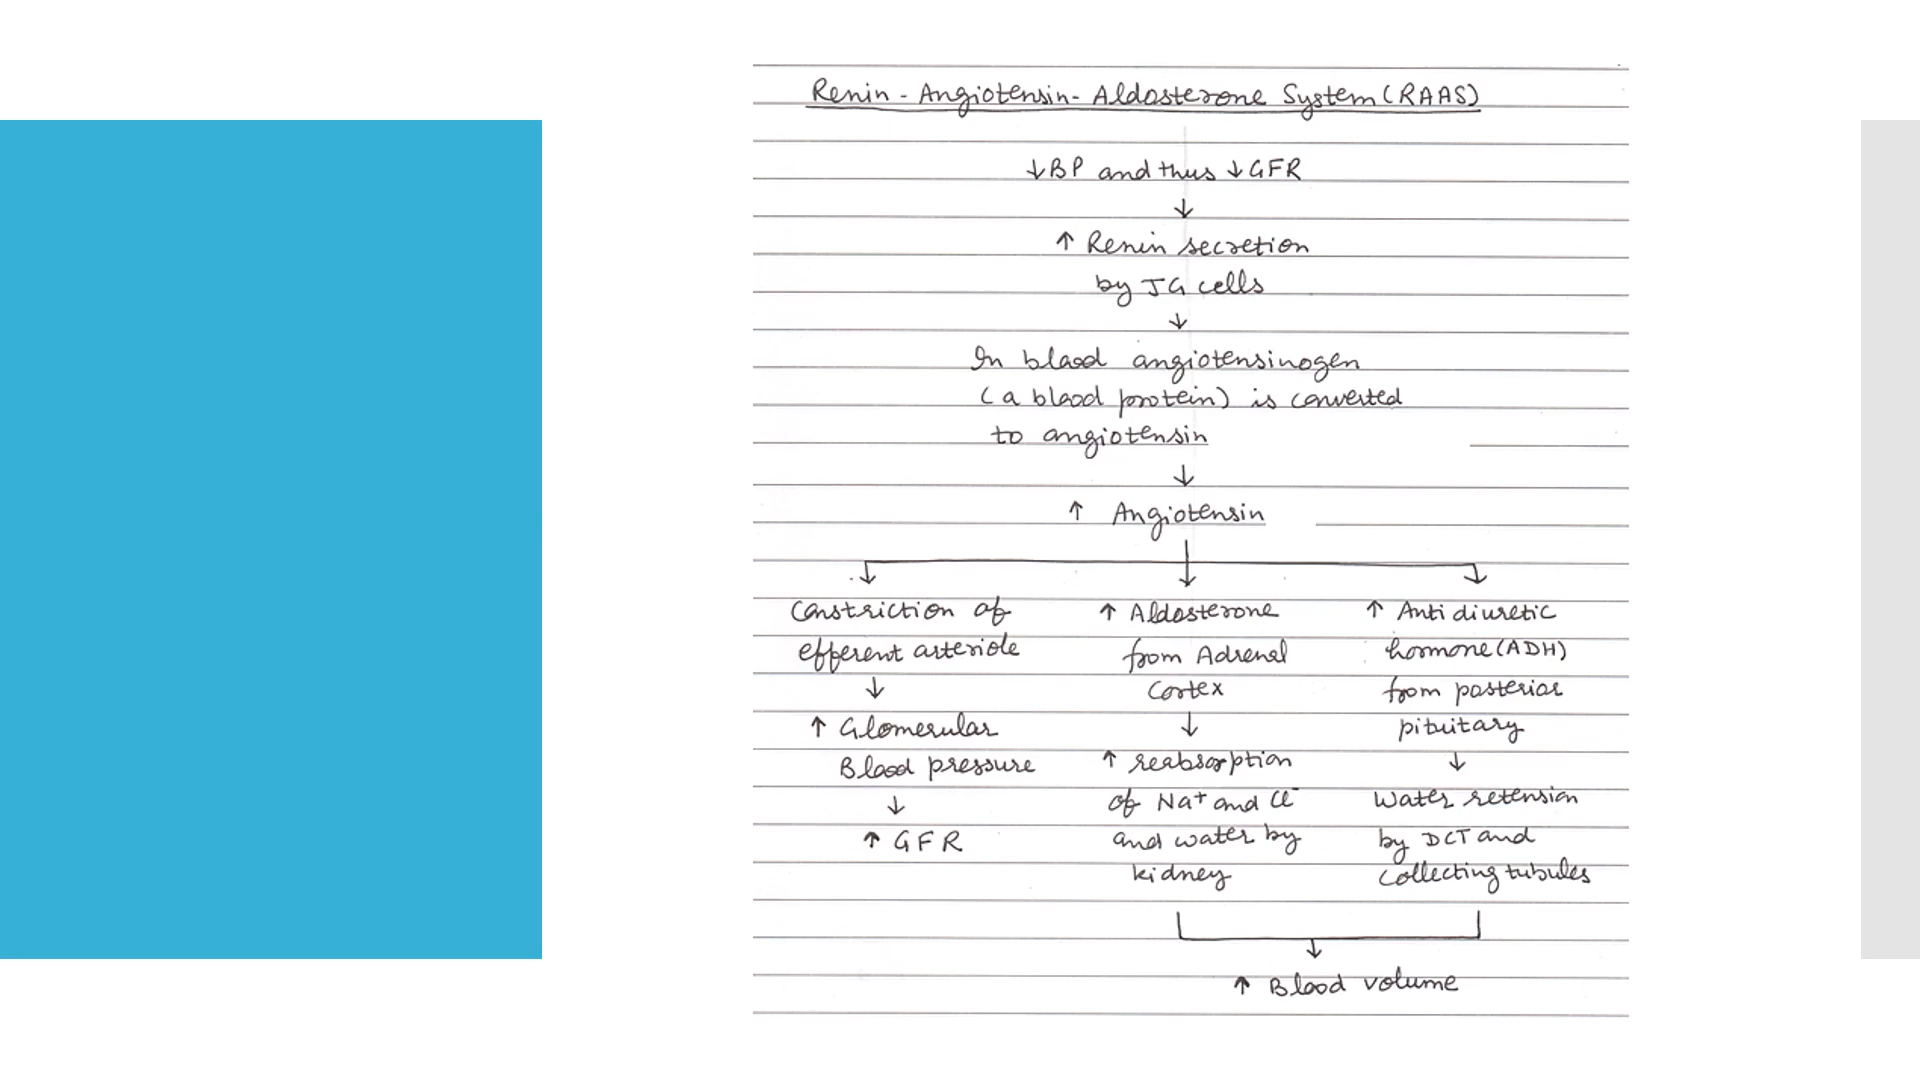 Renin - Angiotensin - Aldosterone System (RAAS)
↓BP and thus ↓GFR
↓
↑ Renin secretion
by JG cells
↓
In blood angiotensinogen
(a blood protein) is converted
to angiotensin
↓
↑ Angiotensin
Constriction of
efferent arteriole
↓
↑ Glomerular
Blood pressure
↓
↑ GFR
↑ Aldosterone
from Adrenal
Cortex
↓
↑ reabsorption
of Na+ and Cl-
and water by
kidney
↑ Anti diuretic
hormone (ADH)
from posterior
pituitary
↓
Water retension
by DCT and
Collecting tubules
↓
↑ Blood volume